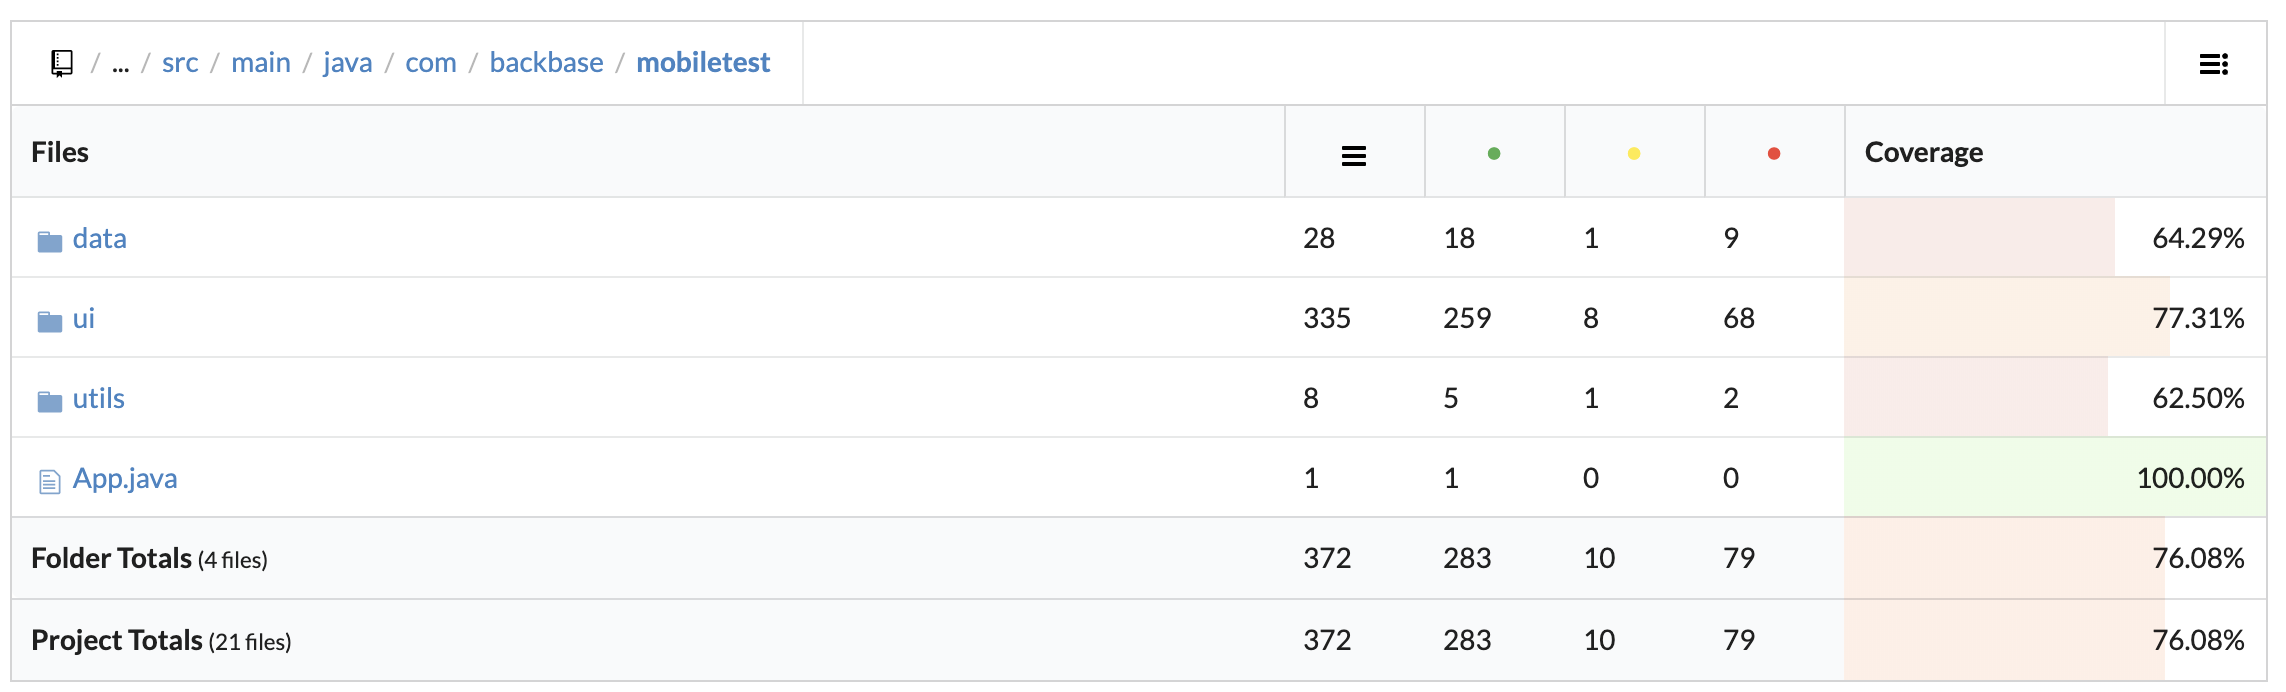 / ... / src / main / java / com / backbase / mobiletest
Files Coverage
data 28 18 1 9 64.29%
ui 335 259 8 68 77.31%
utils 8 5 1 2 62.50%
App.java 1 1 0 0 100.00%
Folder Totals (4 files) 372 283 10 79 76.08%
Project Totals (21 files) 372 283 10 79 76.08%